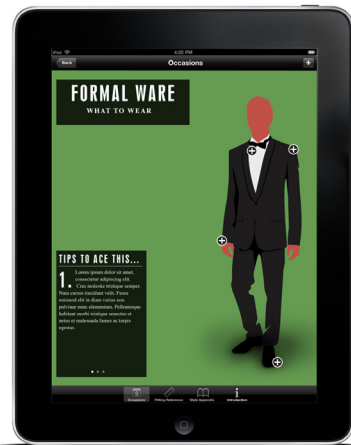 iPod
4:20 PM
Back
Occasions
FORMAL WARE
WHAT TO WEAR
TIPS TO ACE THIS...
1. Lorem ipsum dolor sit amet,
consectetur adipiscing elit.
Cras molestie tristique semper.
Nam cursus tincidunt velit. Fusce
euismod elit in diam varius non
pulvinar nunc elementum. Pellentesque
habitant morbi tristique senectus et
netus et malesuada fames ac turpis
egestas.
Occasions
Fitting Reference
Style Appendix
Introduction